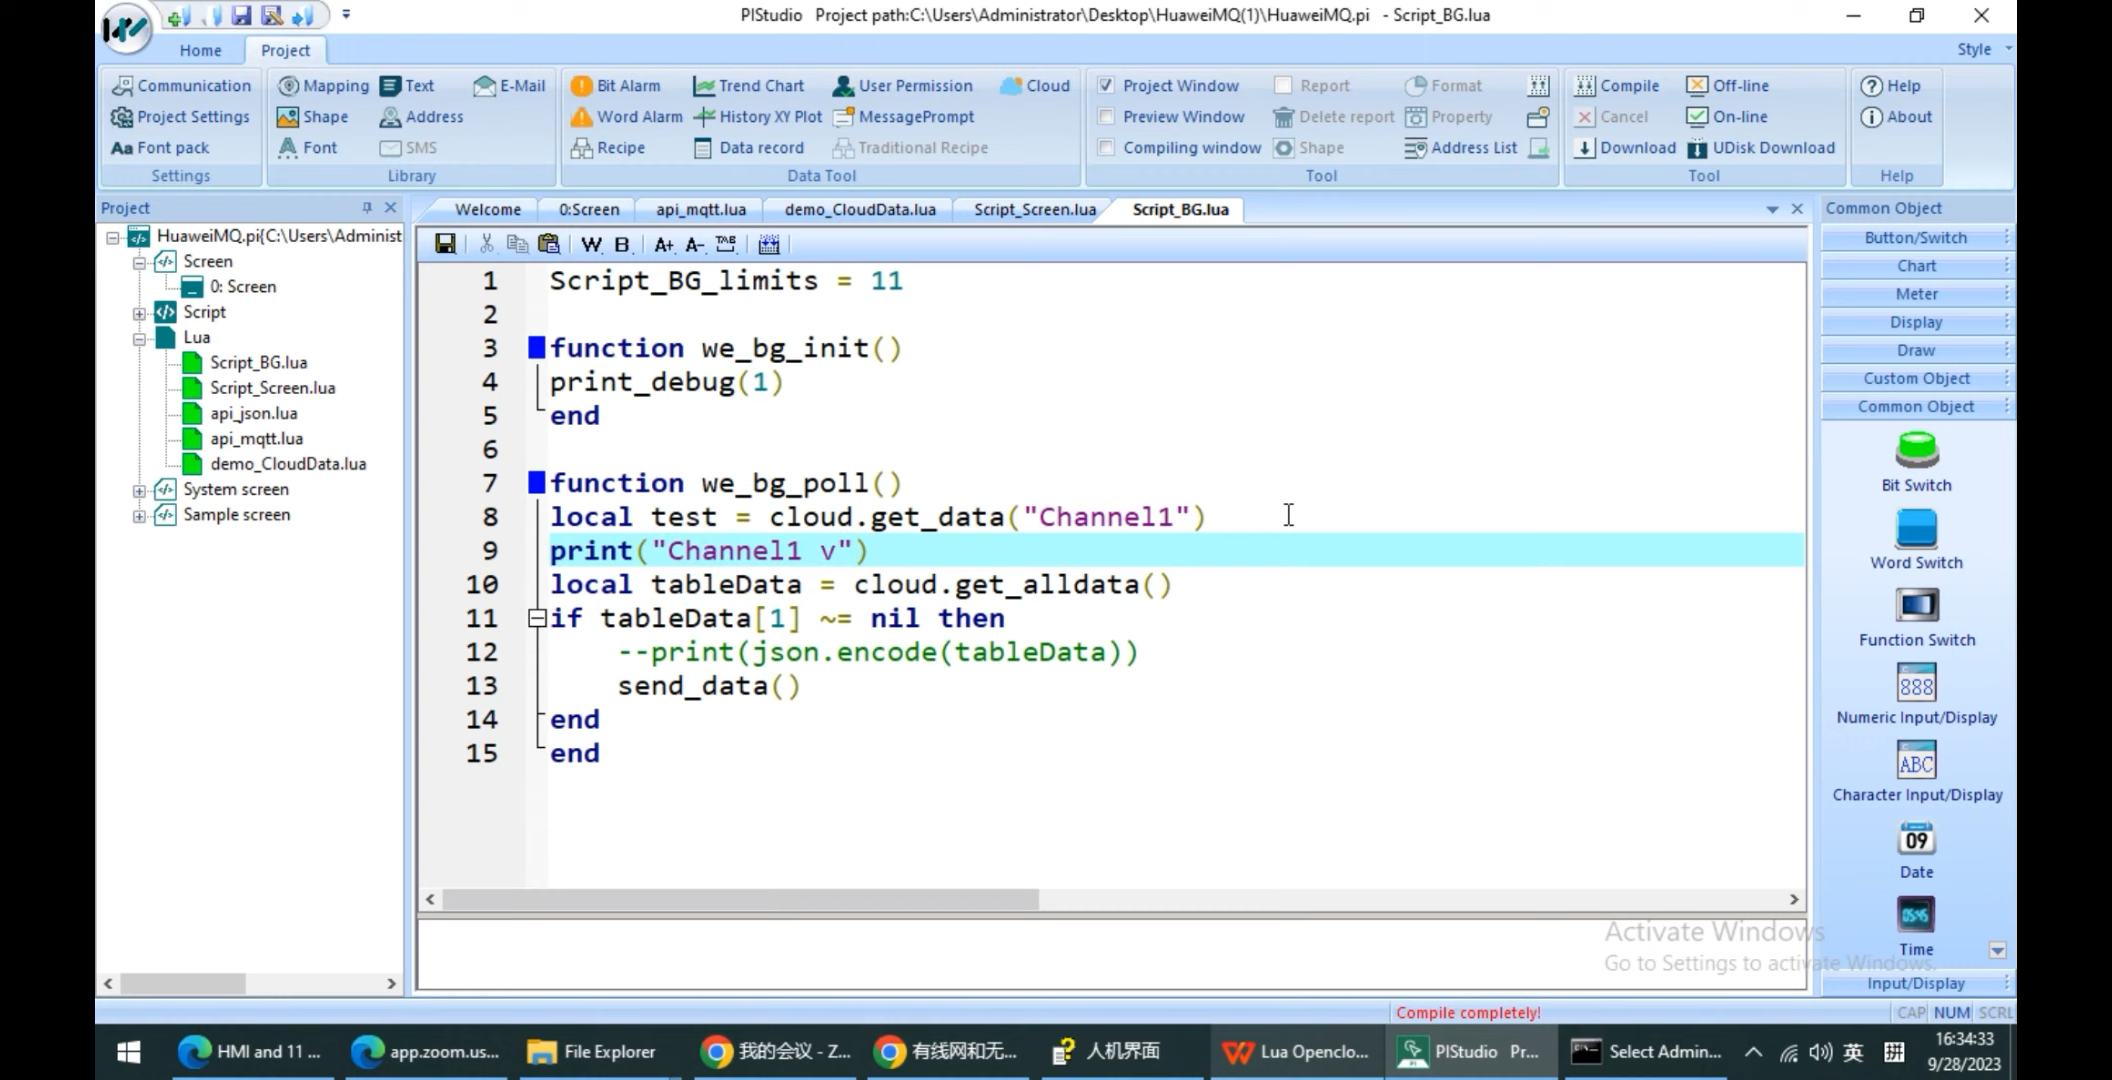 PIStudio Project path:C:\Users\Administrator\Desktop\HuaweiMQ(1)\HuaweiMQ.pi - Script_BG.lua
Home Project Style
Communication Mapping Text E-Mail Bit Alarm Trend Chart User Permission Cloud Project Window Report Format Compile Off-line Help
Project Settings Shape Address Word Alarm History XY Plot MessagePrompt Preview Window Delete report Property Cancel On-line About
Aa Font pack Font SMS Recipe Data record Traditional Recipe Compiling window Shape Address List Download UDisk Download
Settings Library Data Tool Tool Tool Help
Project Welcome 0:Screen api_mqtt.lua demo_CloudData.lua Script_Screen.lua Script_BG.lua Common Object
HuaweiMQ.pi{C:\Users\Administ
Screen
0: Screen
Script
Lua
Script_BG.lua
Script_Screen.lua
api_json.lua
api_mqtt.lua
demo_CloudData.lua
System screen
Sample screen
W B A+ A- TAB
1 Script_BG_limits = 11
2
3 function we_bg_init()
4 print_debug(1)
5 end
6
7 function we_bg_poll()
8 local test = cloud.get_data("Channel1")
9 print("Channel1 v")
10 local tableData = cloud.get_alldata()
11 if tableData[1] ~= nil then
12 --print(json.encode(tableData))
13 send_data()
14 end
15 end
Button/Switch
Chart
Meter
Display
Draw
Custom Object
Common Object
Bit Switch
Word Switch
Function Switch
888
Numeric Input/Display
ABC
Character Input/Display
09
Date
05:45
Time
Input/Display
Activate Windows
Go to Settings to activate Windows.
Compile completely! CAP NUM SCRL
HMI and 11 ... app.zoom.us... File Explorer 我的会议 - Z... 有线网和无... 人机界面 Lua Openclo... PIStudio Pr... Select Admin... 英 拼 16:34:33
9/28/2023